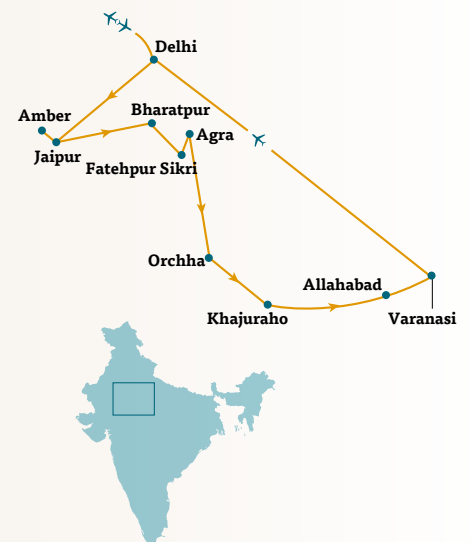 Delhi
Amber
Bharatpur
Agra
Jaipur
Fatehpur Sikri
Orchha
Allahabad
Khajuraho
Varanasi